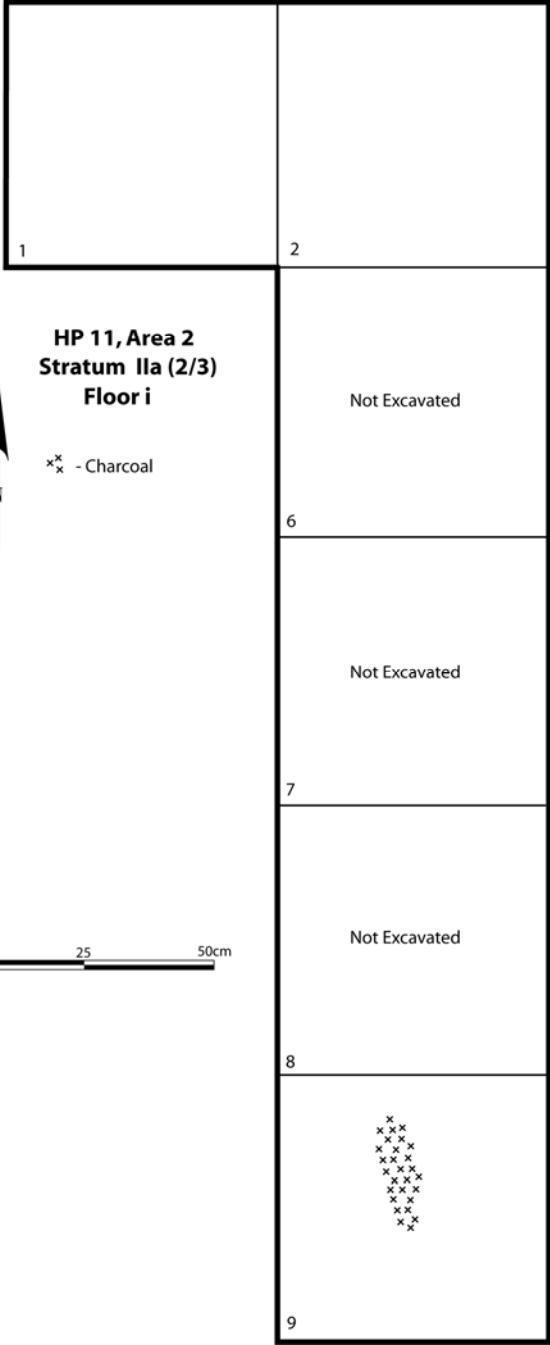 1
2
HP 11, Area 2
Stratum IIa (2/3)
Floor i
- Charcoal
Not Excavated
6
Not Excavated
7
25 50cm
Not Excavated
8
9